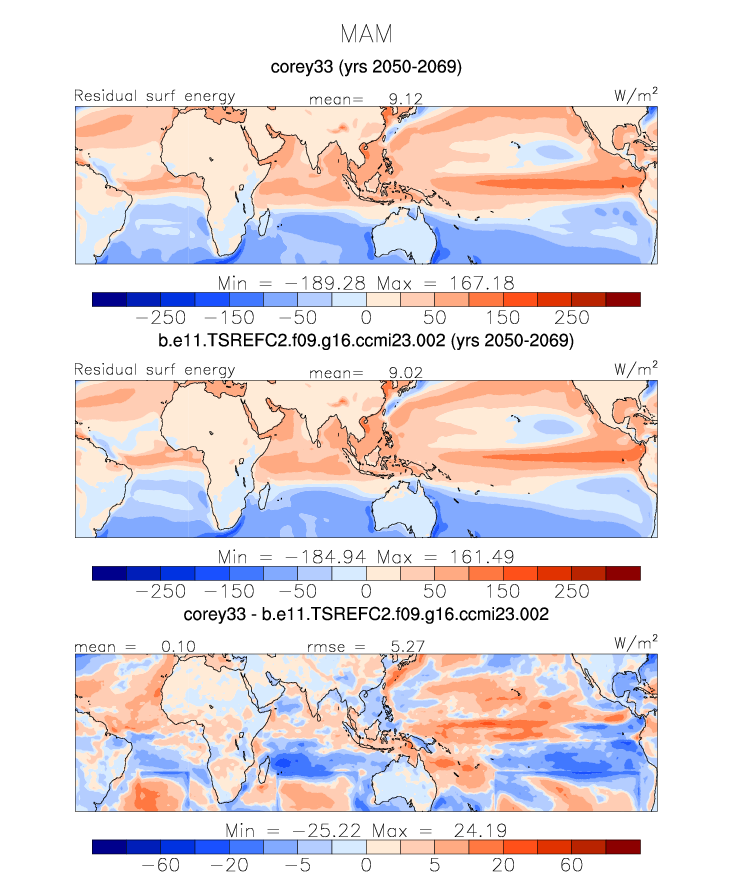 MAM
corey33 (yrs 2050-2069)
Residual surf energy mean= 9.12 W/m²
Min = −189.28 Max = 167.18
−250 −150 −50 0 50 150 250
b.e11.TSREFC2.f09.g16.ccmi23.002 (yrs 2050-2069)
Residual surf energy mean= 9.02 W/m²
Min = −184.94 Max = 161.49
−250 −150 −50 0 50 150 250
corey33 - b.e11.TSREFC2.f09.g16.ccmi23.002
mean = 0.10 rmse = 5.27 W/m²
Min = −25.22 Max = 24.19
−60 −20 −5 0 5 20 60